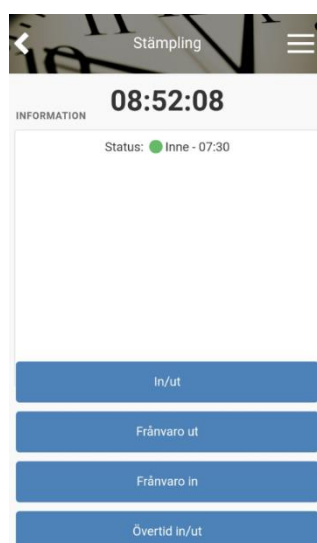 Stämpling
08:52:08
INFORMATION
Status: Inne - 07:30
In/ut
Frånvaro ut
Frånvaro in
Övertid in/ut